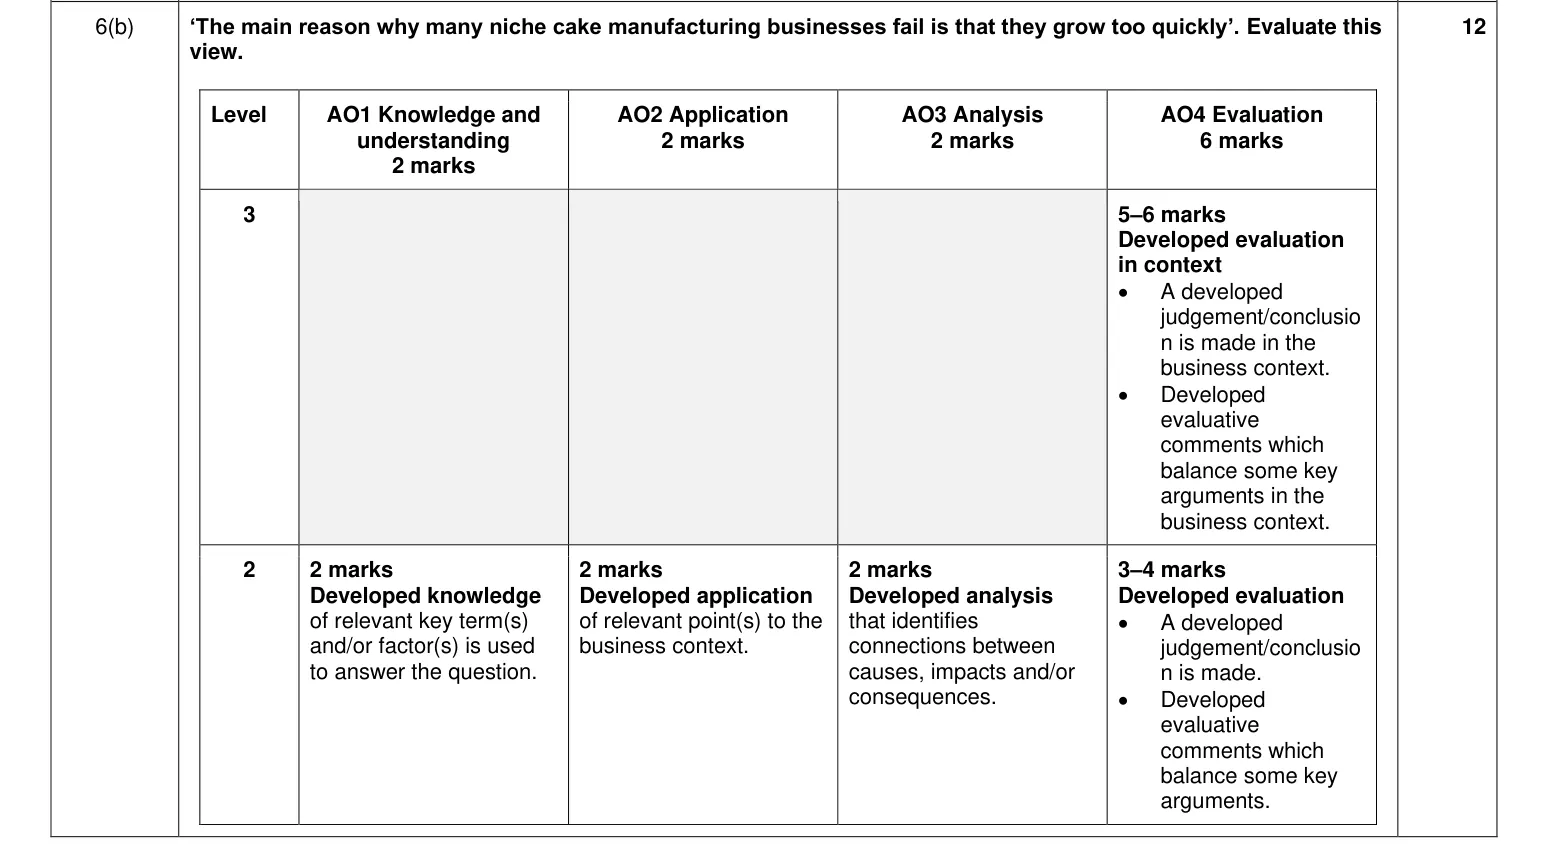 6(b)
‘The main reason why many niche cake manufacturing businesses fail is that they grow too quickly’. Evaluate this
view.
12
Level
AO1 Knowledge and
understanding
2 marks
AO2 Application
2 marks
AO3 Analysis
2 marks
AO4 Evaluation
6 marks
3
5–6 marks
Developed evaluation
in context
• A developed
judgement/conclusio
n is made in the
business context.
• Developed
evaluative
comments which
balance some key
arguments in the
business context.
2
2 marks
Developed knowledge
of relevant key term(s)
and/or factor(s) is used
to answer the question.
2 marks
Developed application
of relevant point(s) to the
business context.
2 marks
Developed analysis
that identifies
connections between
causes, impacts and/or
consequences.
3–4 marks
Developed evaluation
• A developed
judgement/conclusio
n is made.
• Developed
evaluative
comments which
balance some key
arguments.